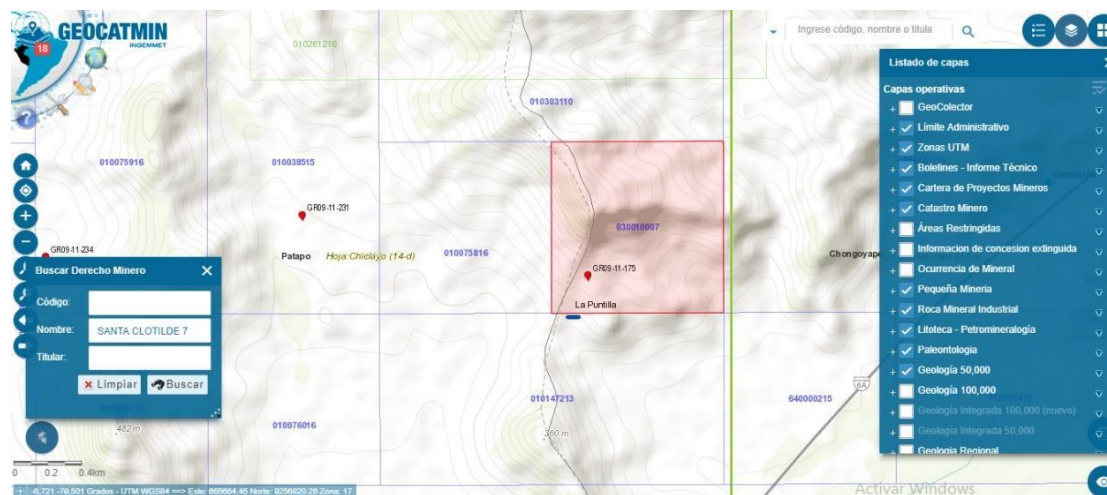 GEOCATMIN
INGEMMET
18
Ingrese código, nombre o titula
010261216
010303110
010075916
010038515
GR09-11-231
030010007
GR09-11-234
Patapo
Hoja:Chiclayo (14-d)
010075816
GR09-11-175
La Puntilla
Chongoyap
010147213
640000215
6A
010076016
462 m
360 m
Buscar Derecho Minero
Código:
Nombre:
SANTA CLOTILDE 7
Titular:
Limpiar
Buscar
0 0.2 0.4km
-6.721 -79.501 Grados - UTM WGS84 ==> Este: 665664.45 Norte: 9256820.26 Zona: 17
Listado de capas
Capas operativas
GeoColector
Límite Administrativo
Zonas UTM
Boletines - Informe Técnico
Cartera de Proyectos Mineros
Catastro Minero
Áreas Restringidas
Informacion de concesion extinguida
Ocurrencia de Mineral
Pequeña Mineria
Roca Mineral Industrial
Litoteca - Petromineralogía
Paleontologia
Geología 50,000
Geología 100,000
Geología Integrada 100,000 (nuevo)
Geología Integrada 50,000
Geología Regional
Activar Windows